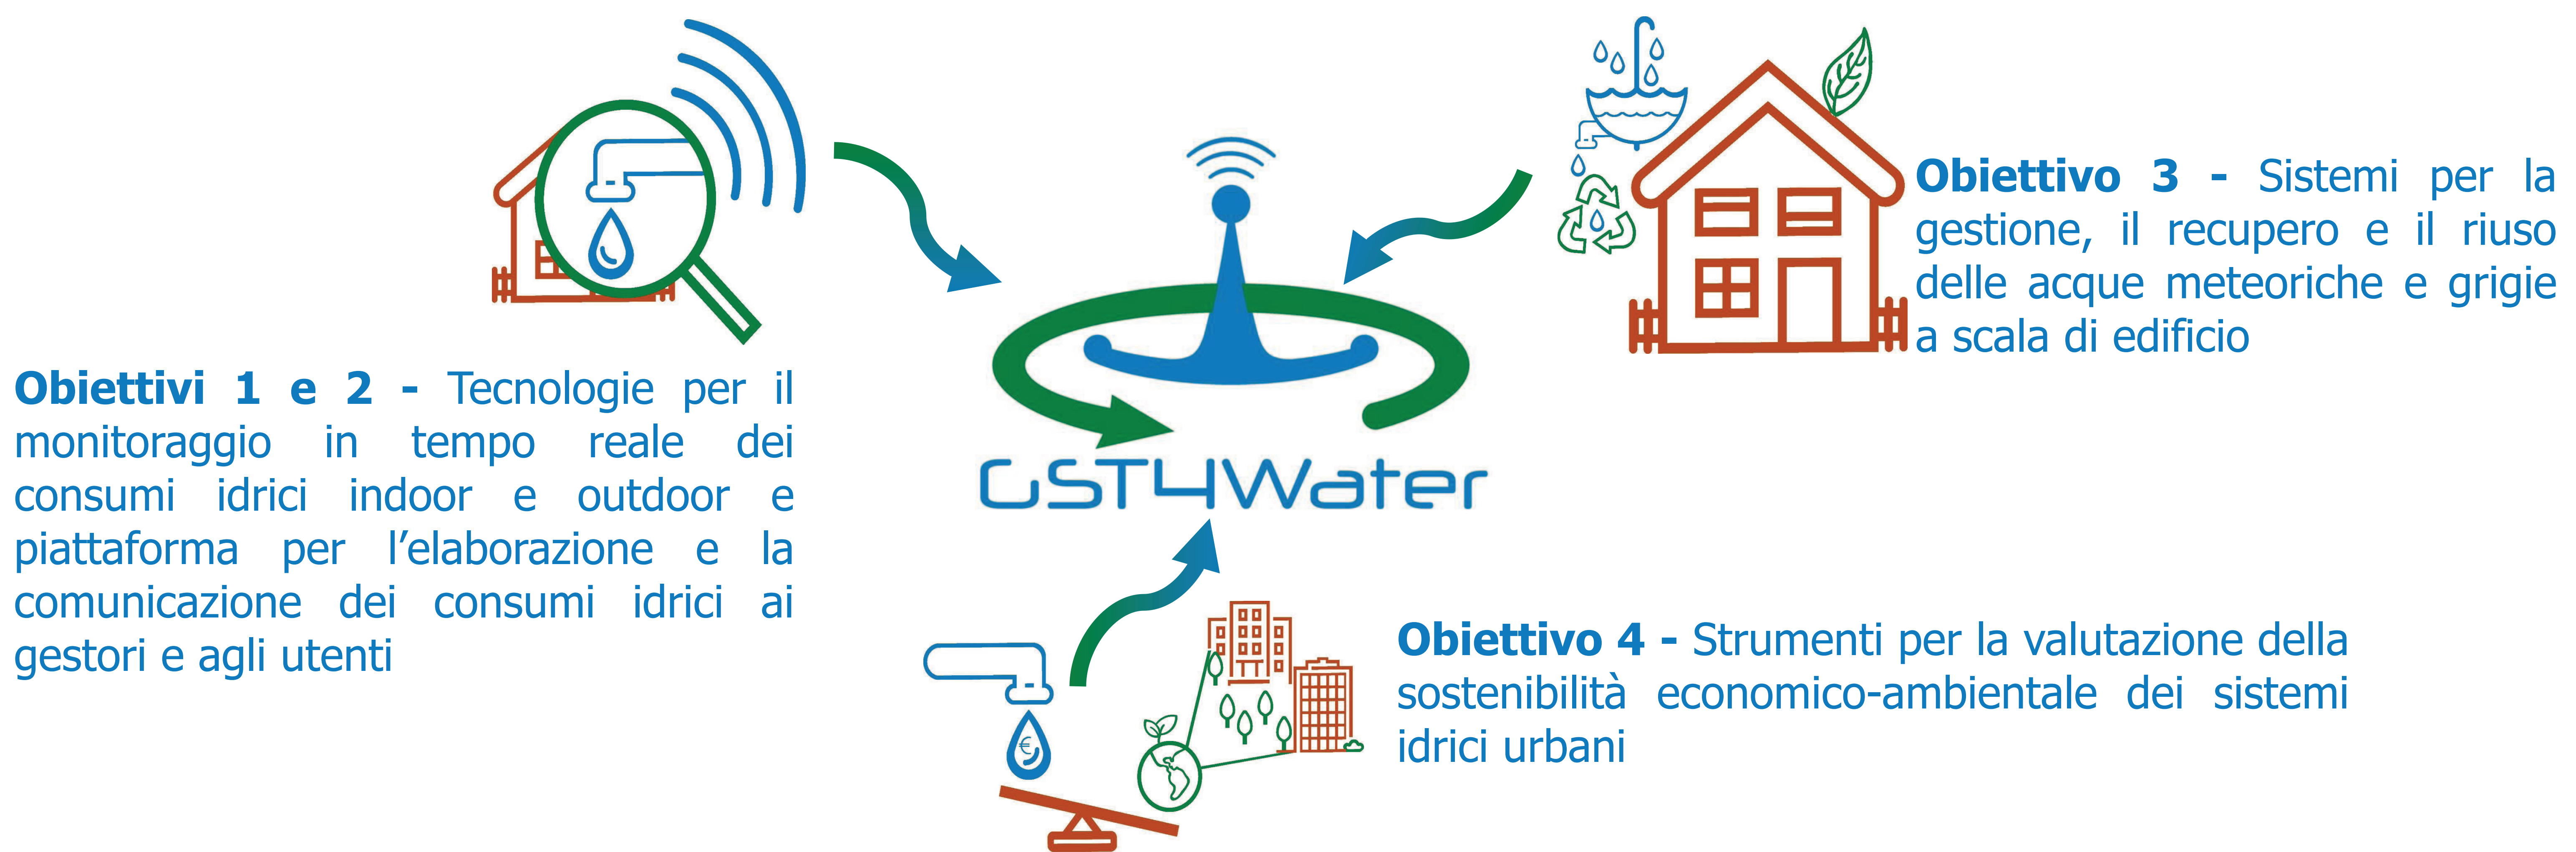 Obiettivi 1 e 2 - Tecnologie per il
monitoraggio in tempo reale dei
consumi idrici indoor e outdoor e
piattaforma per l’elaborazione e la
comunicazione dei consumi idrici ai
gestori e agli utenti
GST4Water
Obiettivo 3 - Sistemi per la
gestione, il recupero e il riuso
delle acque meteoriche e grigie
a scala di edificio
€
Obiettivo 4 - Strumenti per la valutazione della
sostenibilità economico-ambientale dei sistemi
idrici urbani